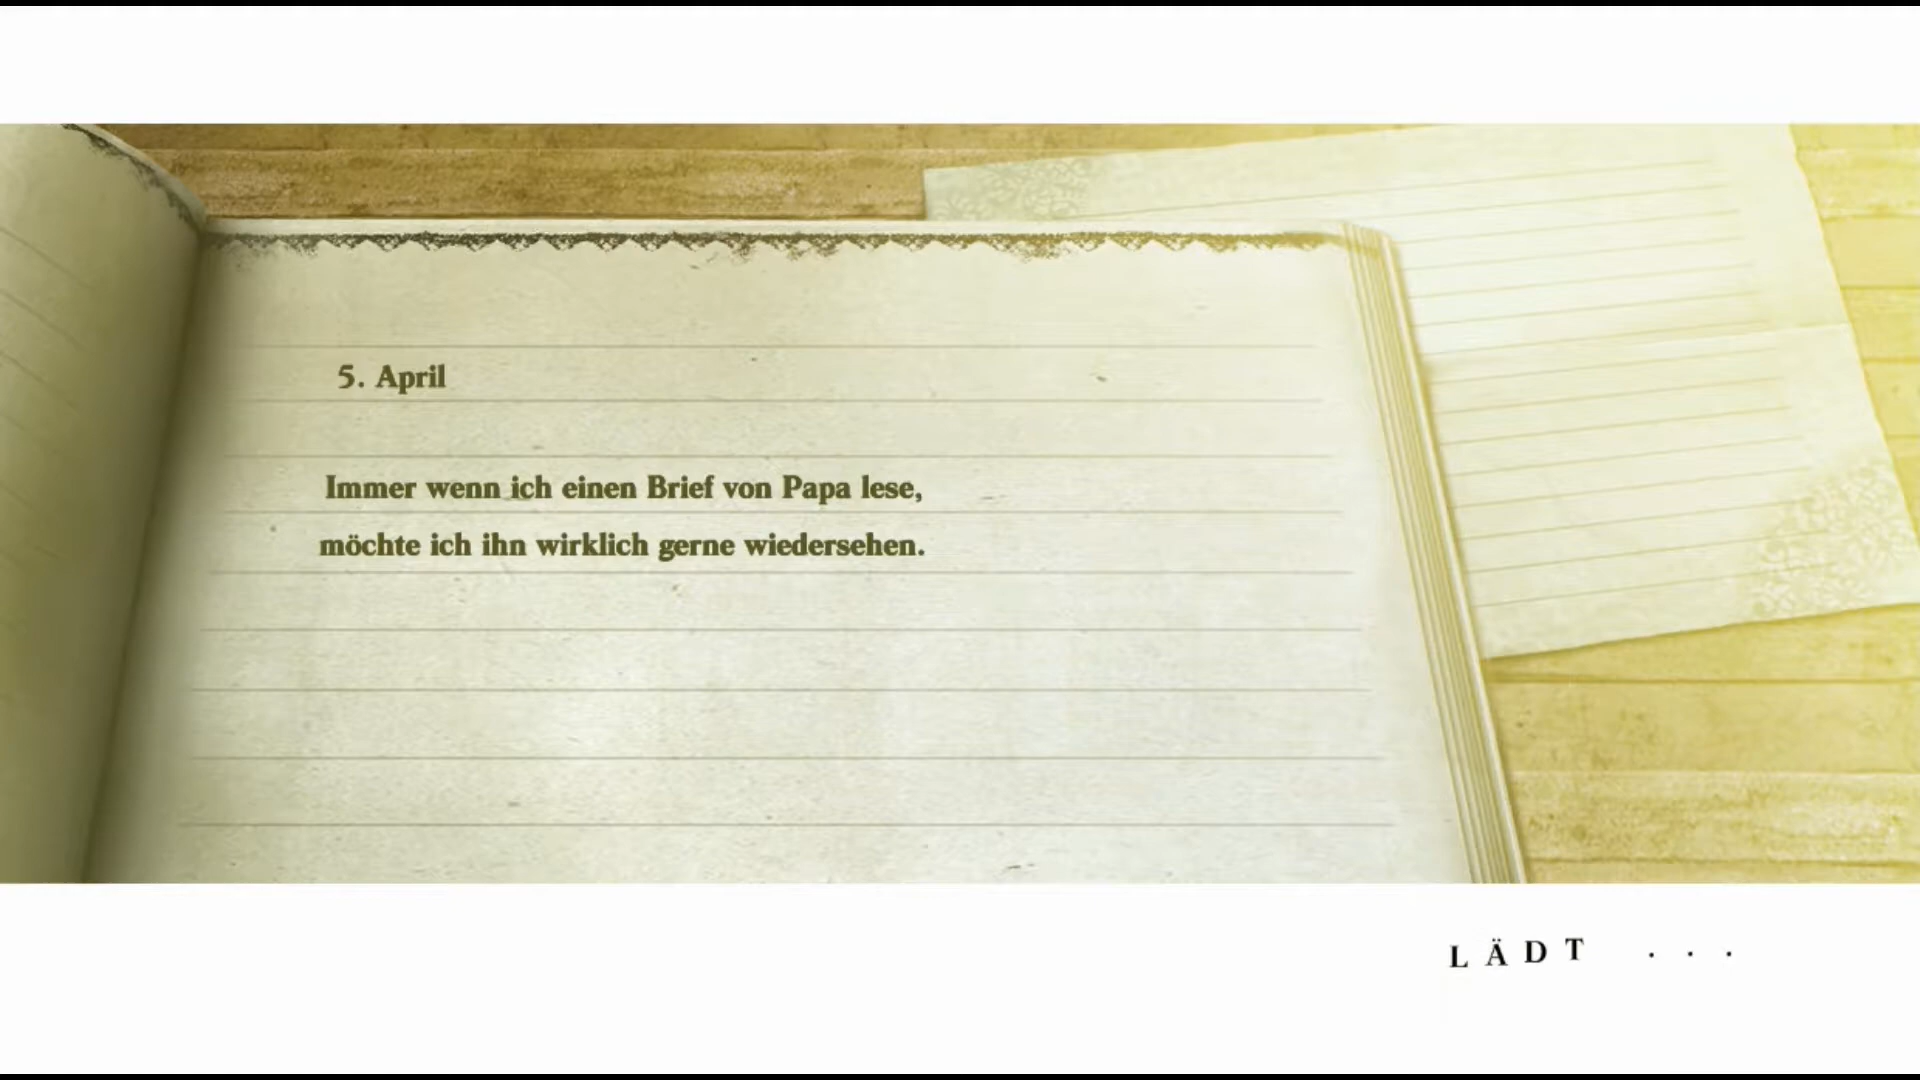 5. April
Immer wenn ich einen Brief von Papa lese,
möchte ich ihn wirklich gerne wiedersehen.
LÄDT ...